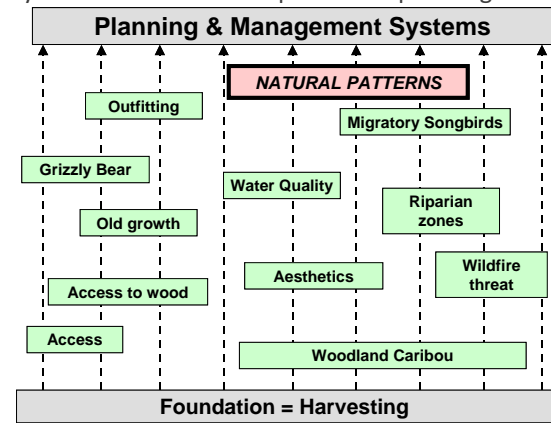 Planning & Management Systems
NATURAL PATTERNS
Outfitting
Migratory Songbirds
Grizzly Bear
Water Quality
Riparian
zones
Old growth
Wildfire
threat
Aesthetics
Access to wood
Access
Woodland Caribou
Foundation = Harvesting